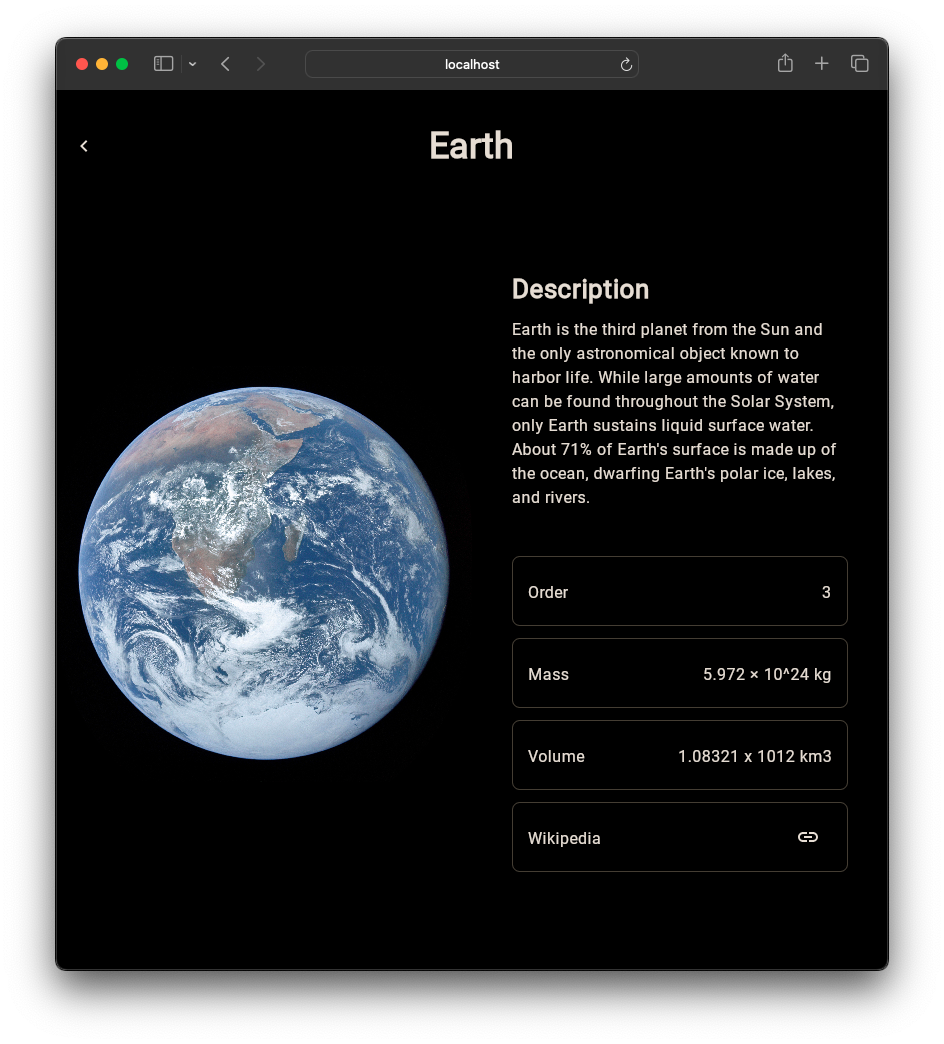 localhost
Earth
Description
Earth is the third planet from the Sun and
the only astronomical object known to
harbor life. While large amounts of water
can be found throughout the Solar System,
only Earth sustains liquid surface water.
About 71% of Earth's surface is made up of
the ocean, dwarfing Earth's polar ice, lakes,
and rivers.
Order 3
Mass 5.972 × 10^24 kg
Volume 1.08321 x 1012 km3
Wikipedia